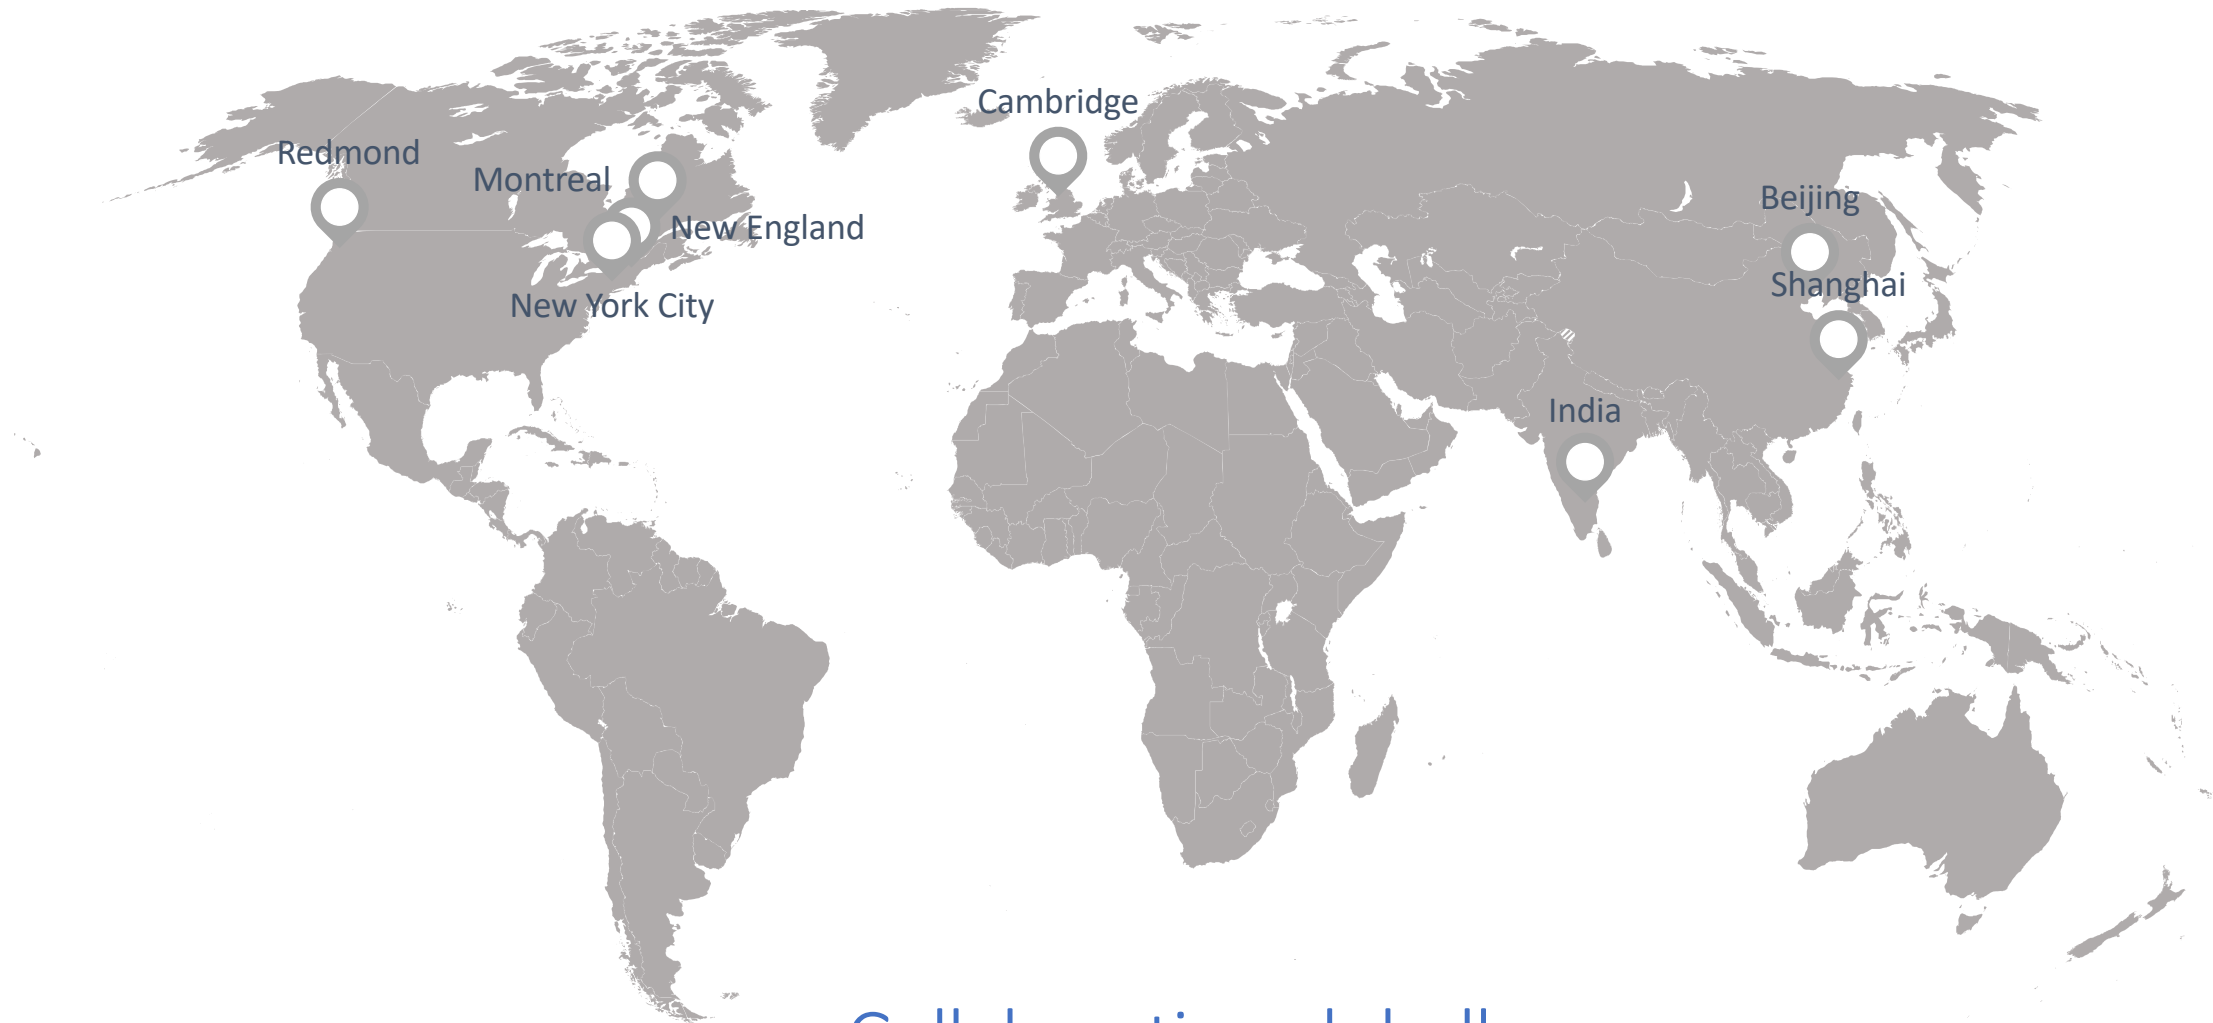 Cambridge
Redmond
Montreal
Beijing
New England
Shanghai
New York City
India